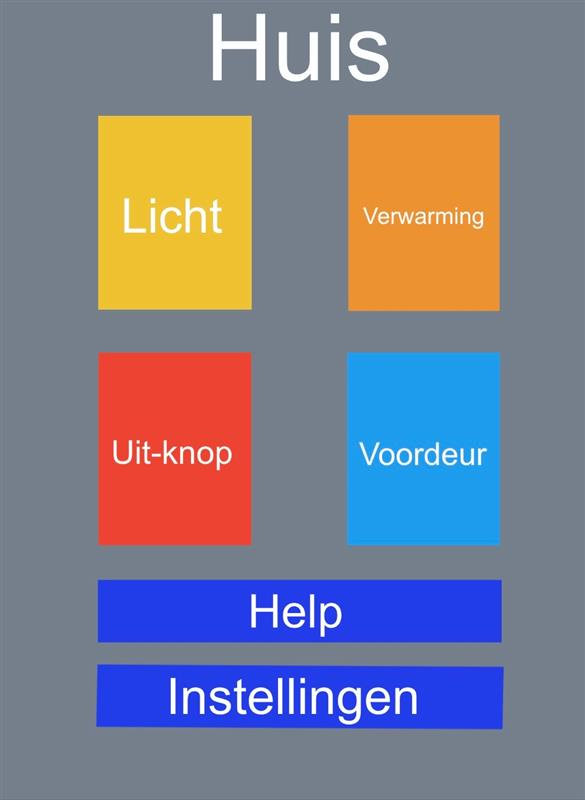 Huis
Licht
Verwarming
Uit-knop
Voordeur
Help
Instellingen